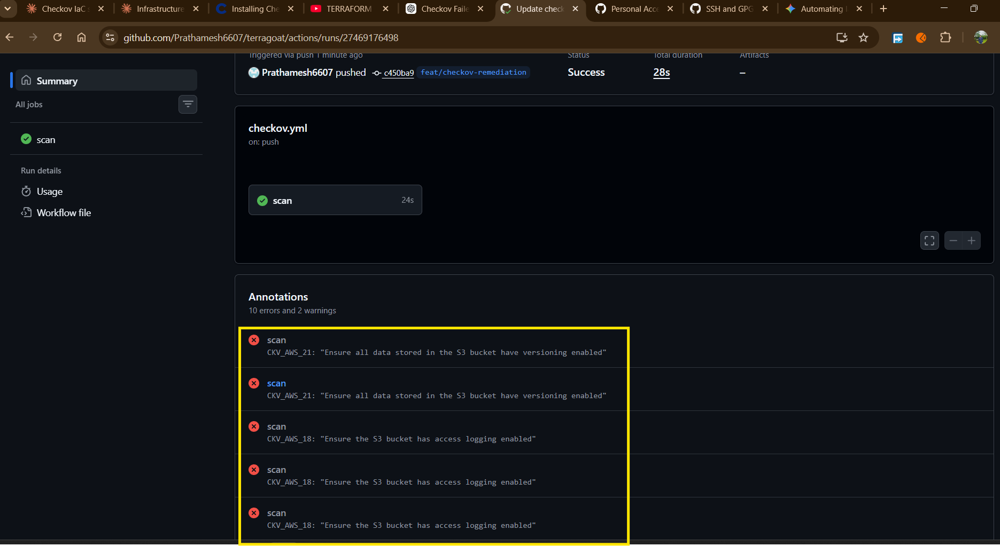 Checkov IaC s
Infrastructure
Installing Che
TERRAFORM
Checkov Faile
Update check
Personal Acce
SSH and GPG
Automating
github.com/Prathamesh6607/terragoat/actions/runs/27469176498
Triggered via push 1 minute ago
Status
Total duration
Artifacts
Prathamesh6607 pushed c450ba9 feat/checkov-remediation
Success
28s
–
Summary
All jobs
scan
Run details
Usage
Workflow file
checkov.yml
on: push
scan
24s
Annotations
10 errors and 2 warnings
scan
CKV_AWS_21: "Ensure all data stored in the S3 bucket have versioning enabled"
scan
CKV_AWS_21: "Ensure all data stored in the S3 bucket have versioning enabled"
scan
CKV_AWS_18: "Ensure the S3 bucket has access logging enabled"
scan
CKV_AWS_18: "Ensure the S3 bucket has access logging enabled"
scan
CKV_AWS_18: "Ensure the S3 bucket has access logging enabled"